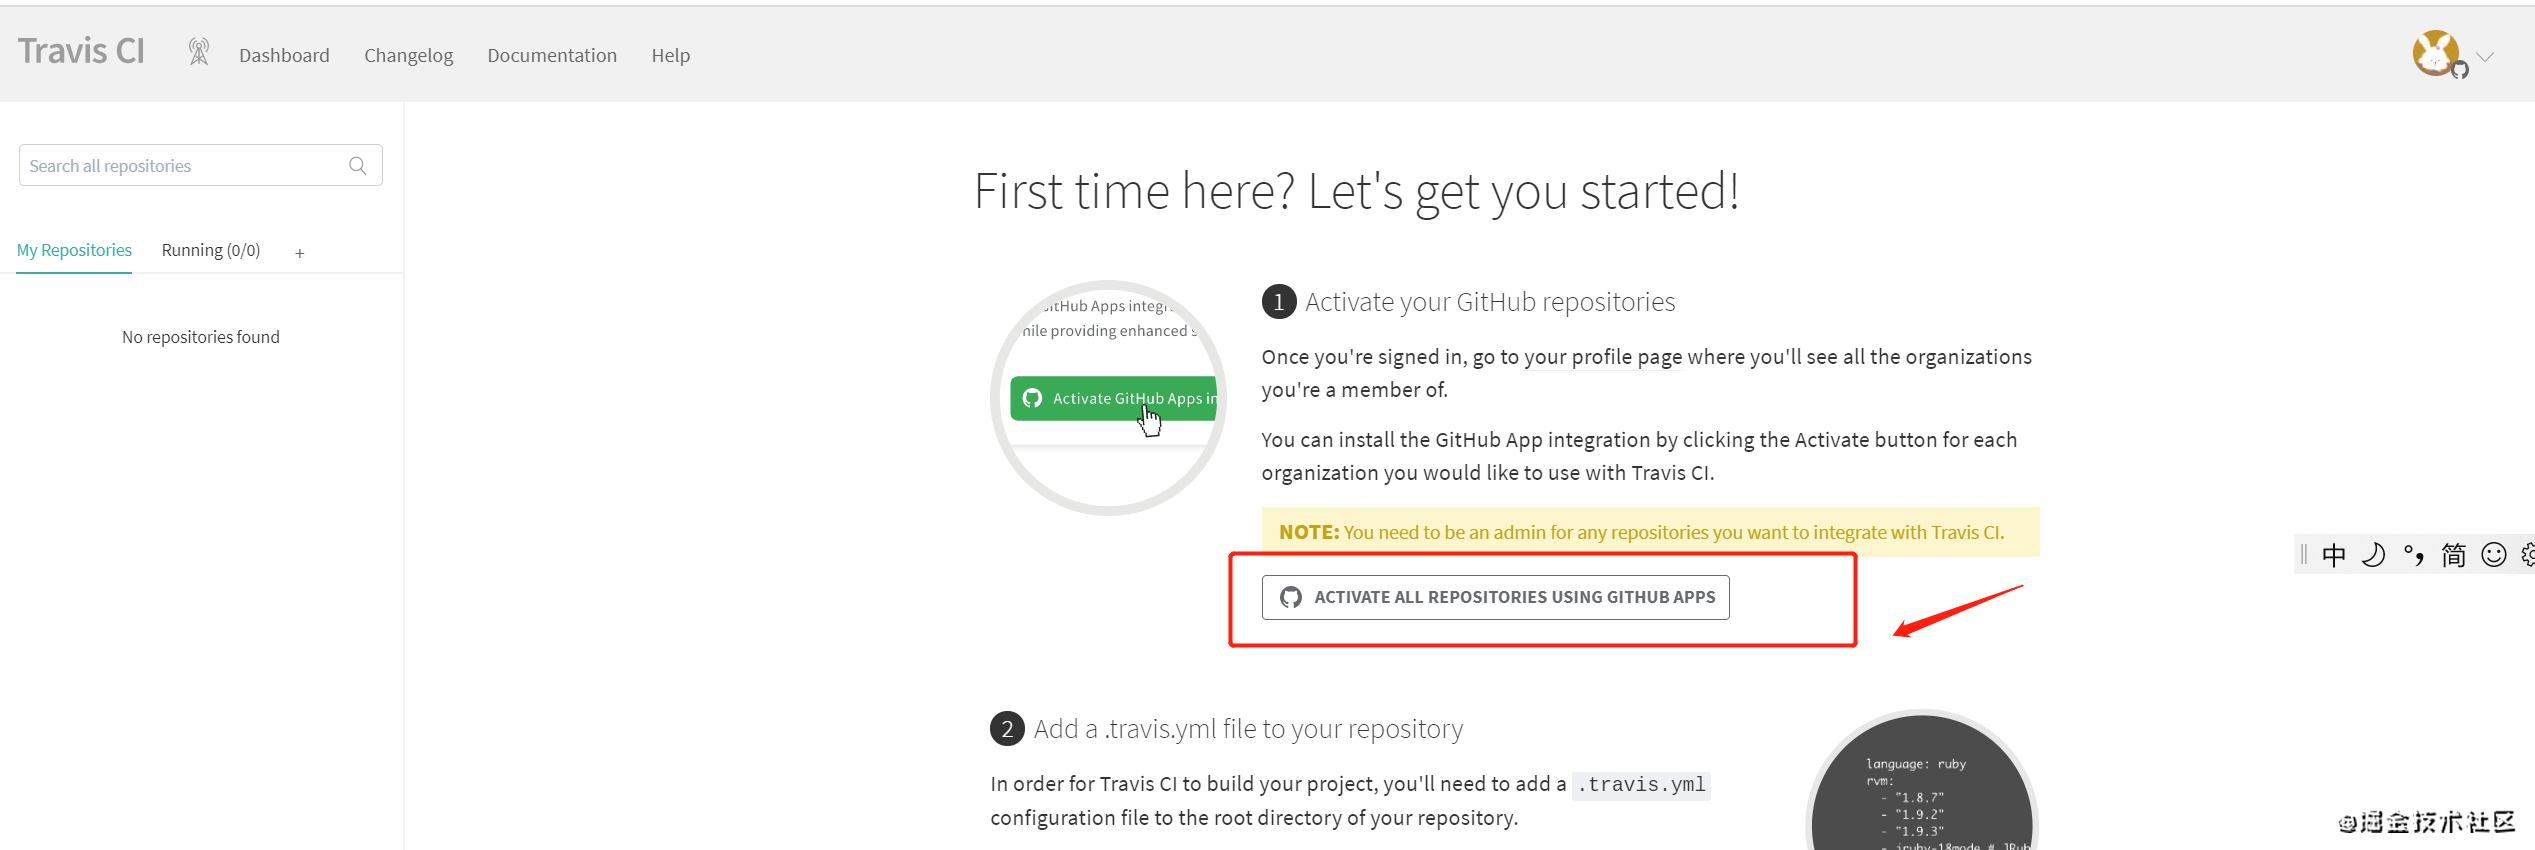 Travis CI
Dashboard
Changelog
Documentation
Help
Search all repositories
My Repositories
Running (0/0)
+
No repositories found
First time here? Let's get you started!
GitHub Apps integr
hile providing enhanced s
Activate GitHub Apps in
1 Activate your GitHub repositories
Once you're signed in, go to your profile page where you'll see all the organizations
you're a member of.
You can install the GitHub App integration by clicking the Activate button for each
organization you would like to use with Travis CI.
NOTE: You need to be an admin for any repositories you want to integrate with Travis CI.
ACTIVATE ALL REPOSITORIES USING GITHUB APPS
中 °, 简
2 Add a .travis.yml file to your repository
In order for Travis CI to build your project, you'll need to add a .travis.yml
configuration file to the root directory of your repository.
language: ruby
rvm:
- "1.8.7"
- "1.9.2"
- "1.9.3"
- jruby-18mode # JRub
@掘金技术社区